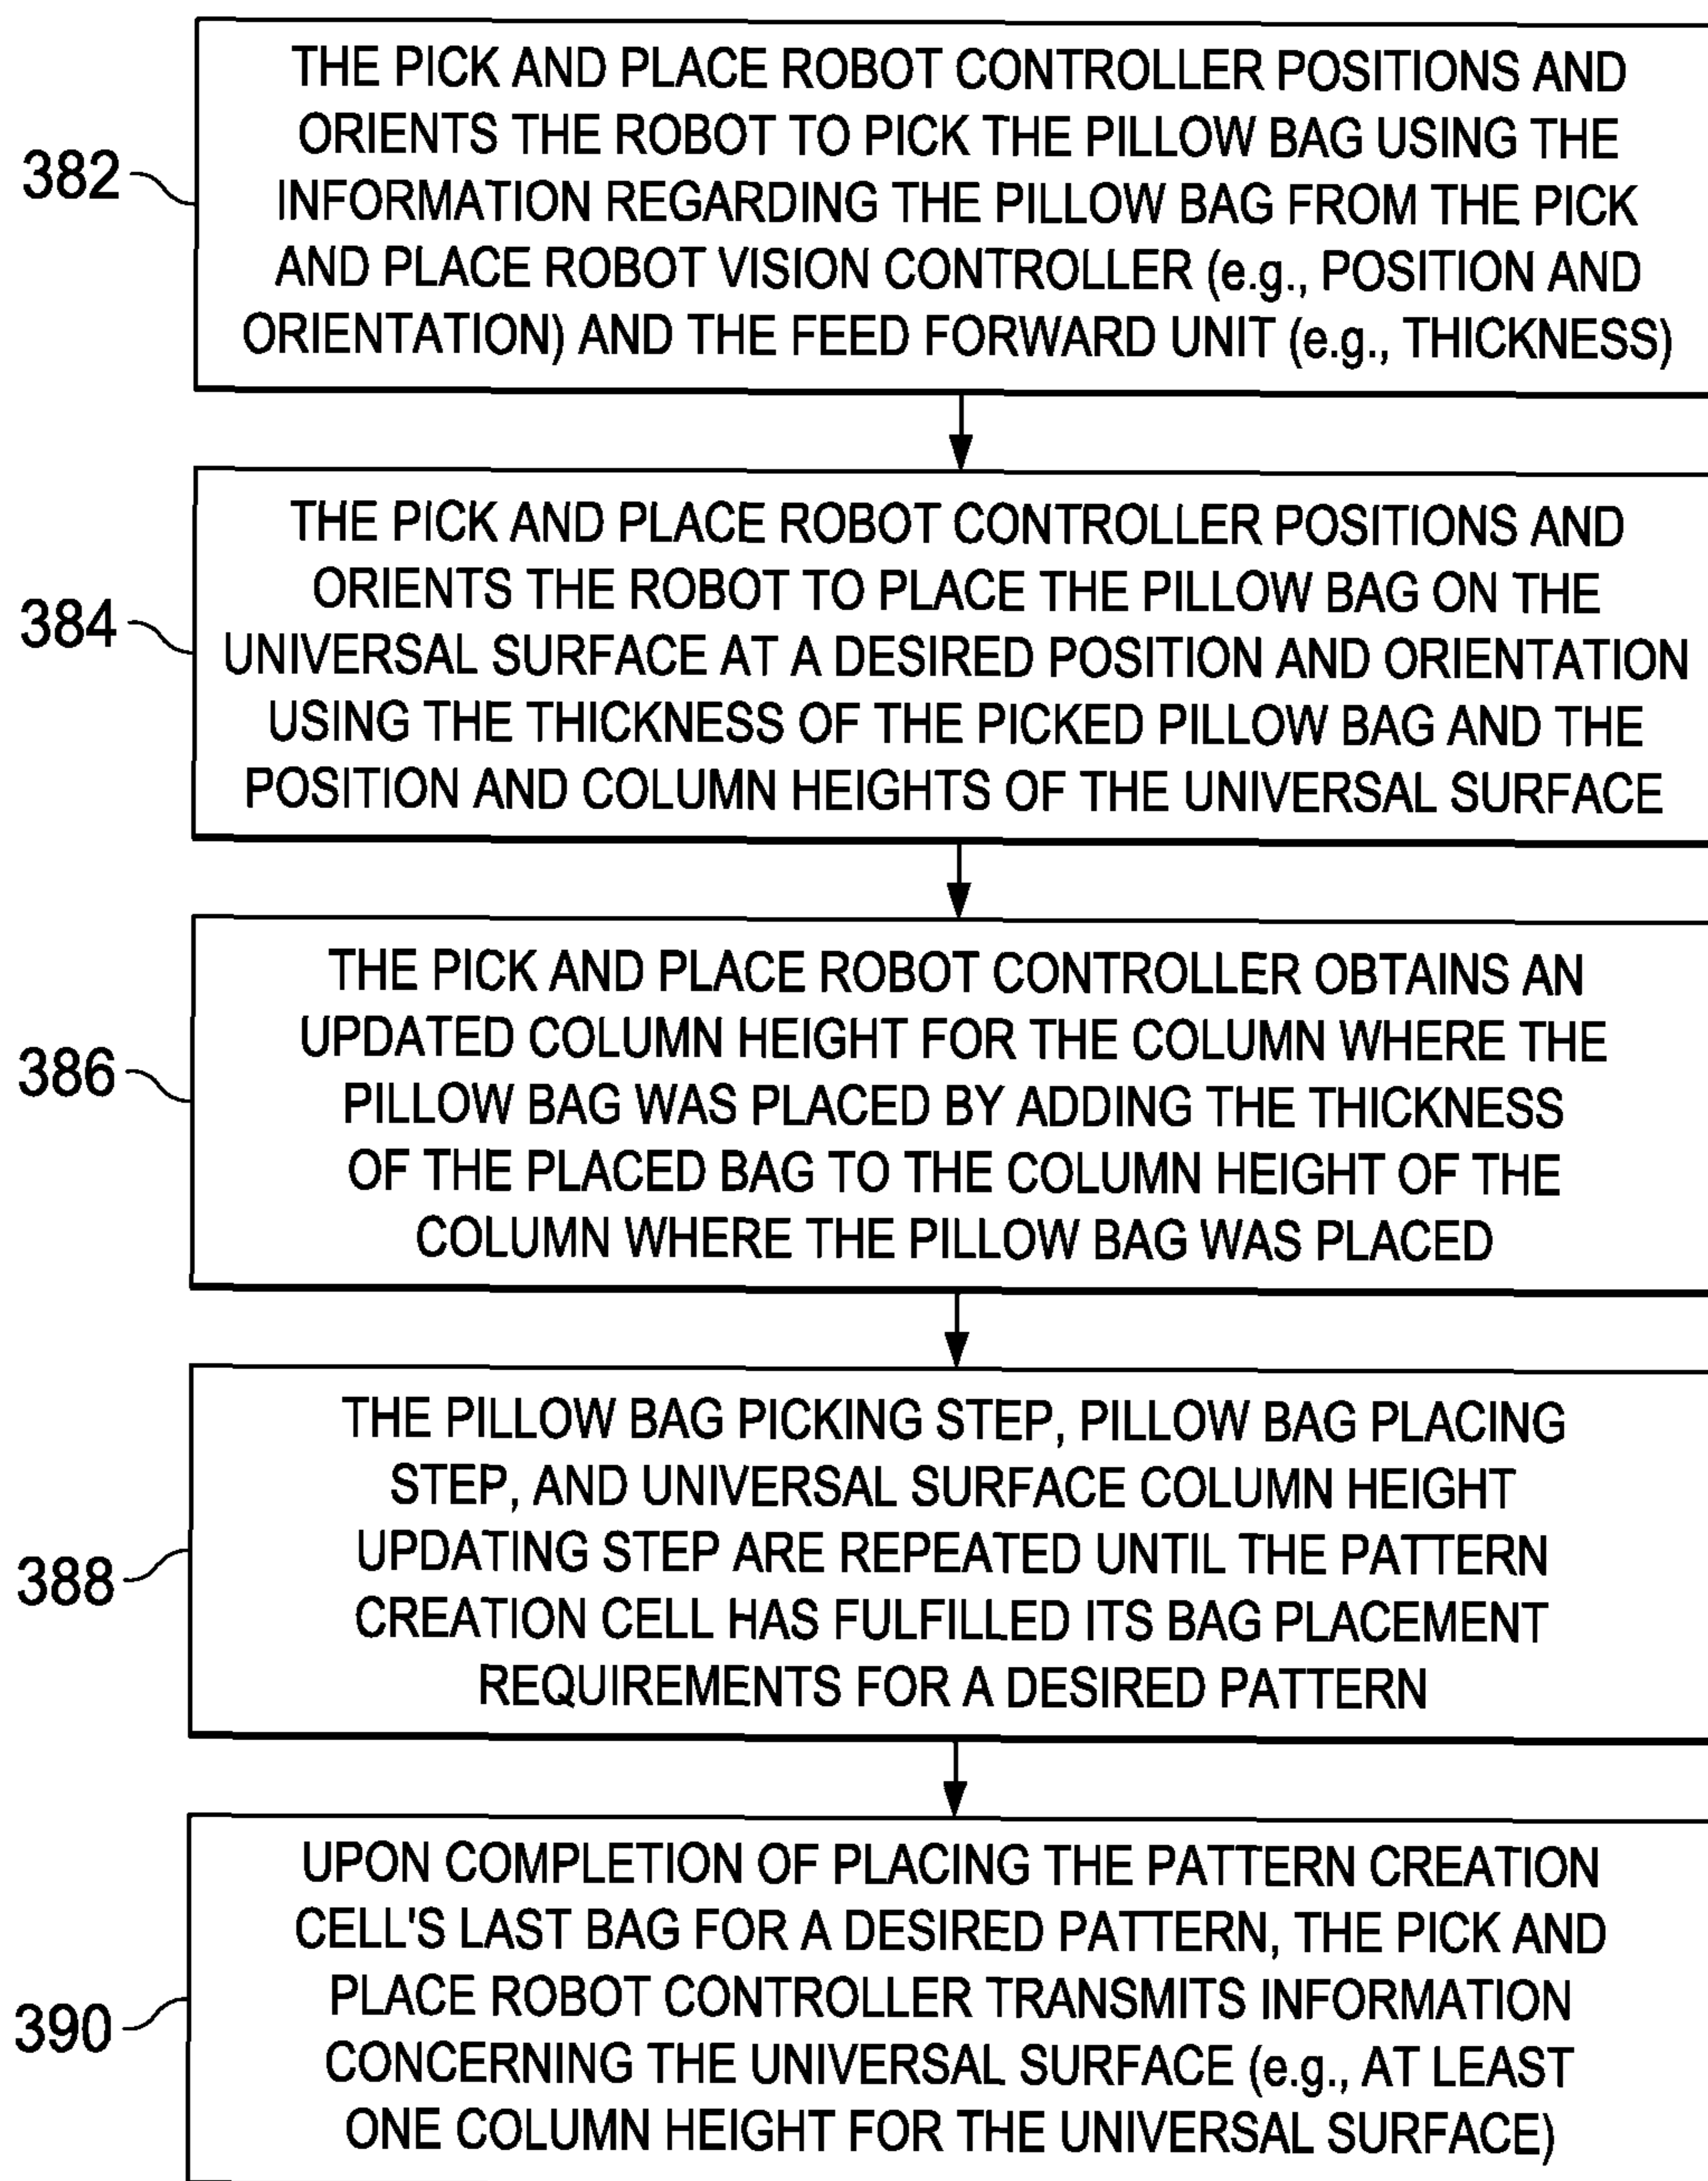 THE PICK AND PLACE ROBOT CONTROLLER POSITIONS AND
ORIENTS THE ROBOT TO PICK THE PILLOW BAG USING THE
382
INFORMATION REGARDING THE PILLOW BAG FROM THE PICK
AND PLACE ROBOT VISION CONTROLLER (e.g., POSITION AND
ORIENTATION) AND THE FEED FORWARD UNIT (e.g., THICKNESS)
THE PICK AND PLACE ROBOT CONTROLLER POSITIONS AND
ORIENTS THE ROBOT TO PLACE THE PILLOW BAG ON THE
384
UNIVERSAL SURFACE AT A DESIRED POSITION AND ORIENTATION
USING THE THICKNESS OF THE PICKED PILLOW BAG AND THE
POSITION AND COLUMN HEIGHTS OF THE UNIVERSAL SURFACE
THE PICK AND PLACE ROBOT CONTROLLER OBTAINS AN
UPDATED COLUMN HEIGHT FOR THE COLUMN WHERE THE
386
PILLOW BAG WAS PLACED BY ADDING THE THICKNESS
OF THE PLACED BAG TO THE COLUMN HEIGHT OF THE
COLUMN WHERE THE PILLOW BAG WAS PLACED
THE PILLOW BAG PICKING STEP, PILLOW BAG PLACING
STEP, AND UNIVERSAL SURFACE COLUMN HEIGHT
388
UPDATING STEP ARE REPEATED UNTIL THE PATTERN
CREATION CELL HAS FULFILLED ITS BAG PLACEMENT
REQUIREMENTS FOR A DESIRED PATTERN
UPON COMPLETION OF PLACING THE PATTERN CREATION
CELL'S LAST BAG FOR A DESIRED PATTERN, THE PICK AND
390
PLACE ROBOT CONTROLLER TRANSMITS INFORMATION
CONCERNING THE UNIVERSAL SURFACE (e.g., AT LEAST
ONE COLUMN HEIGHT FOR THE UNIVERSAL SURFACE)